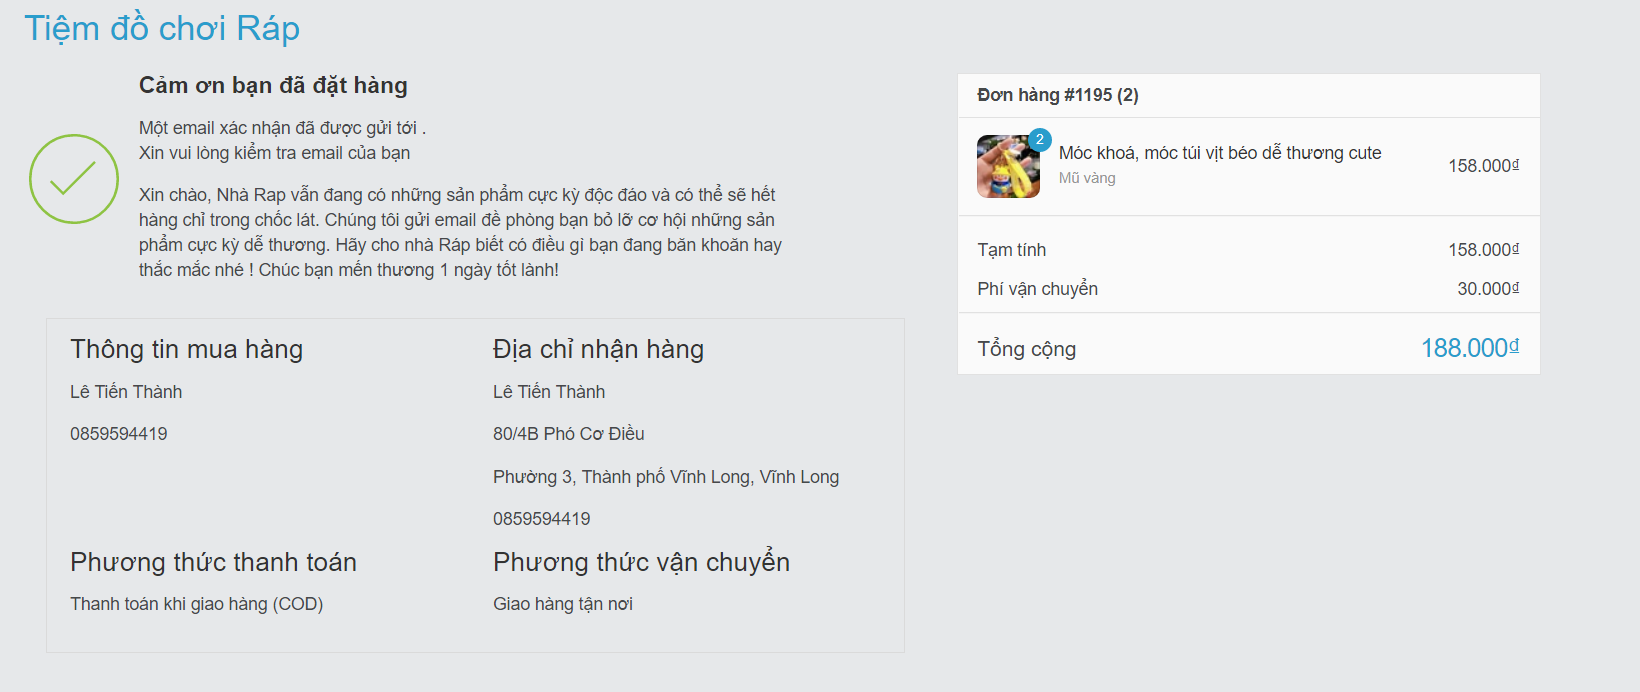 Tiệm đồ chơi Ráp
Cảm ơn bạn đã đặt hàng
Một email xác nhận đã được gửi tới .
Xin vui lòng kiểm tra email của bạn
Xin chào, Nhà Rap vẫn đang có những sản phẩm cực kỳ độc đáo và có thể sẽ hết
hàng chỉ trong chốc lát. Chúng tôi gửi email đề phòng bạn bỏ lỡ cơ hội những sản
phẩm cực kỳ dễ thương. Hãy cho nhà Ráp biết có điều gì bạn đang băn khoăn hay
thắc mắc nhé ! Chúc bạn mến thương 1 ngày tốt lành!
Thông tin mua hàng
Lê Tiến Thành
0859594419
Địa chỉ nhận hàng
Lê Tiến Thành
80/4B Phó Cơ Điều
Phường 3, Thành phố Vĩnh Long, Vĩnh Long
0859594419
Phương thức thanh toán
Thanh toán khi giao hàng (COD)
Phương thức vận chuyển
Giao hàng tận nơi
Đơn hàng #1195 (2)
2
Móc khoá, móc túi vịt béo dễ thương cute
Mũ vàng
158.000₫
Tạm tính 158.000₫
Phí vận chuyển 30.000₫
Tổng cộng 188.000₫